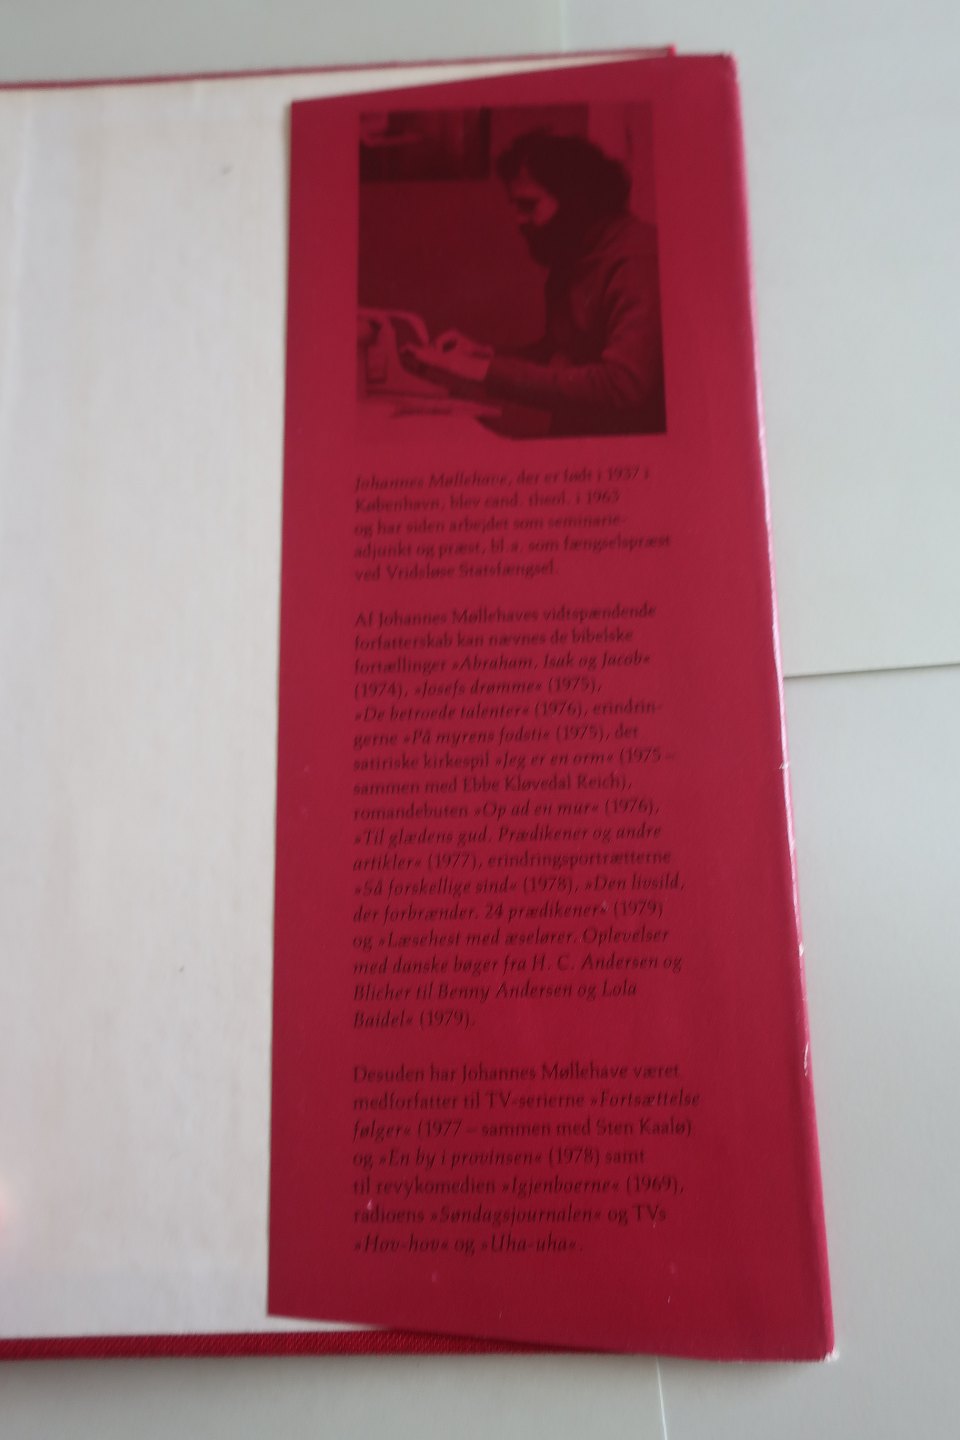 Johannes Møllehave, der er født i 1937 i
København, blev cand. theol. i 1963
og har siden arbejdet som seminarie-
adjunkt og præst, bl.a. som fængselspræst
ved Vridsløse Statsfængsel.
Af Johannes Møllehaves vidtspændende
forfatterskab kan nævnes de bibelske
fortællinger »Abraham, Isak og Jacob«
(1974), »Josefs drømme« (1975),
»De betroede talenter« (1976), erindrin-
gerne »På myrens fodsti« (1975), det
satiriske kirkespil »Jeg er en orm« (1975 –
sammen med Ebbe Kløvedal Reich),
romandebuten »Op ad en mur« (1976),
»Til glædens gud. Prædikener og andre
artikler« (1977), erindringsportrætterne
»Så forskellige sind« (1978), »Den livsild,
der forbrænder. 24 prædikener« (1979)
og »Læsehest med æselører. Oplevelser
med danske bøger fra H. C. Andersen og
Blicher til Benny Andersen og Lola
Baidel« (1979).
Desuden har Johannes Møllehave været
medforfatter til TV-serierne »Fortsættelse
følger« (1977 – sammen med Sten Kaalø)
og »En by i provinsen« (1978) samt
til revykomedien »Igjenboerne« (1969),
radioens »Søndagsjournalen« og TVs
»Hov-hov« og »Uha-uha«.